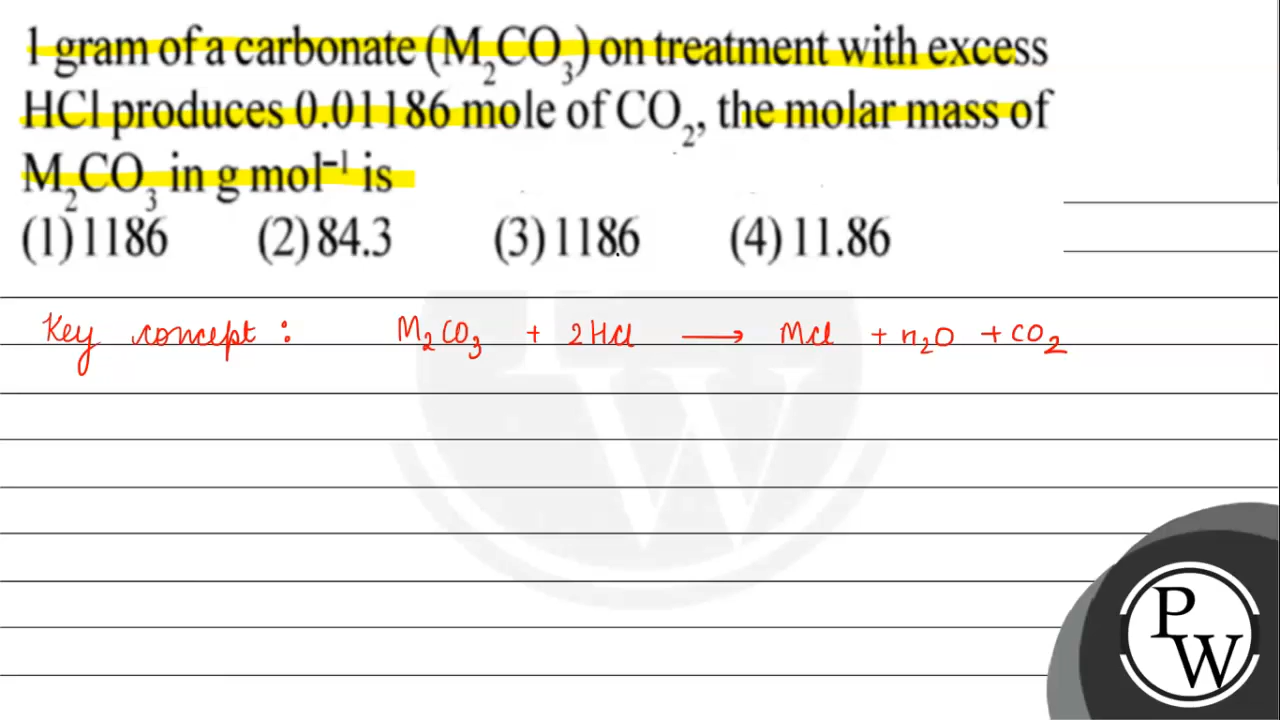 1 gram of a carbonate (M₂CO₃) on treatment with excess
HCl produces 0.01186 mole of CO₂, the molar mass of
M₂CO₃ in g mol⁻¹ is
(1) 1186 (2) 84.3 (3) 118.6 (4) 11.86
Key concept : M₂CO₃ + 2HCl ⟶ MCl + H₂O + CO₂
W
P
W